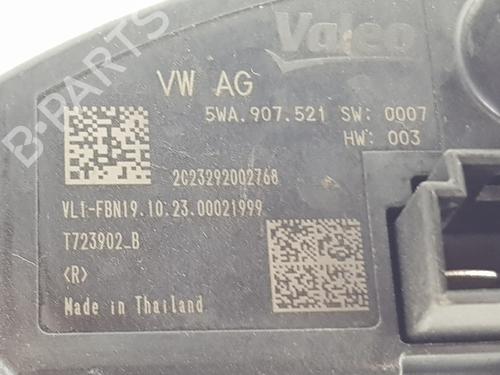 Valeo
VW AG
5WA.907.521 SW: 0007
HW: 003
2C23292002768
VL1-FBN19.10.23.00021999
T723902_B
<R>
Made in Thailand
B-PARTS